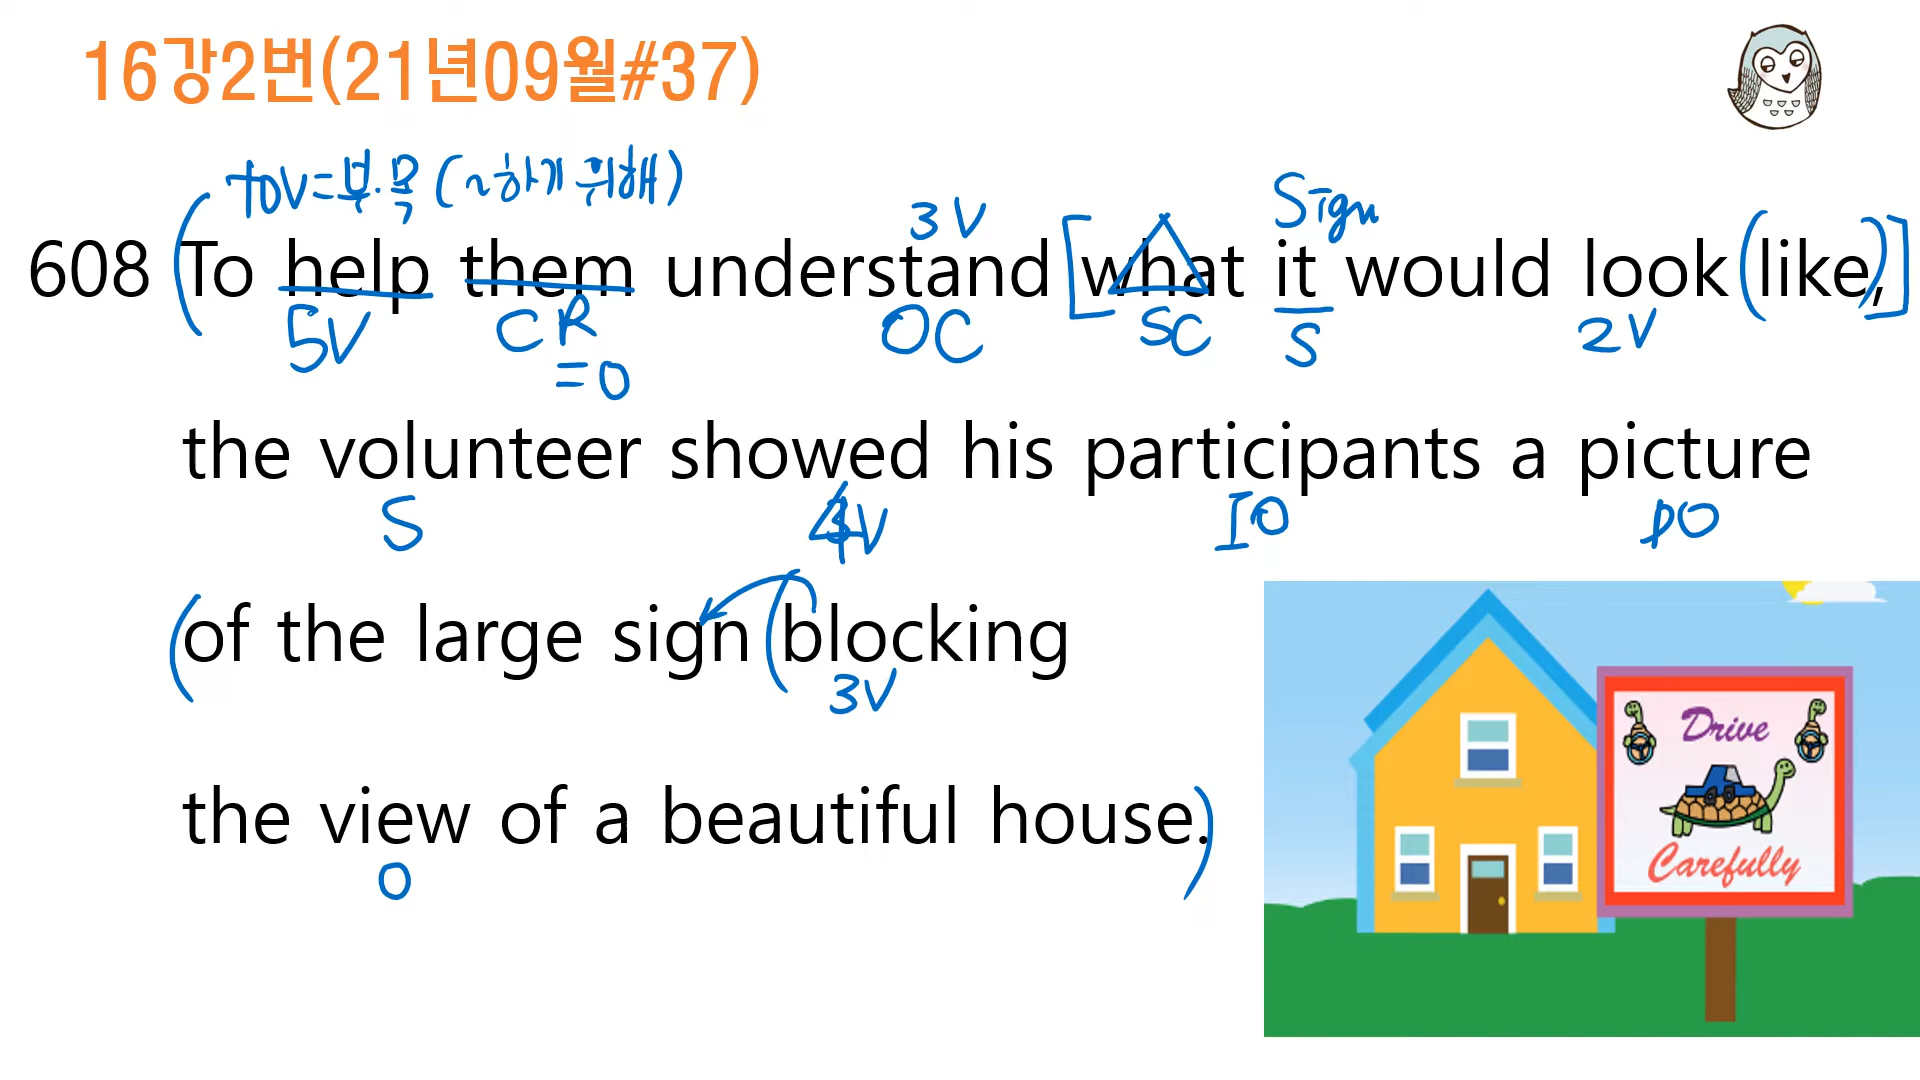 16강2번(21년09월#37)
toV=부.목(~하기 위해)
3V
Sign
608 (To help them understand [what it would look (like,)]
5V
CR
=O
OC
SC
S
2V
the volunteer showed his participants a picture
S
4V
IO
DO
(of the large sign (blocking
3V
the view of a beautiful house.)
O
Drive
Carefully